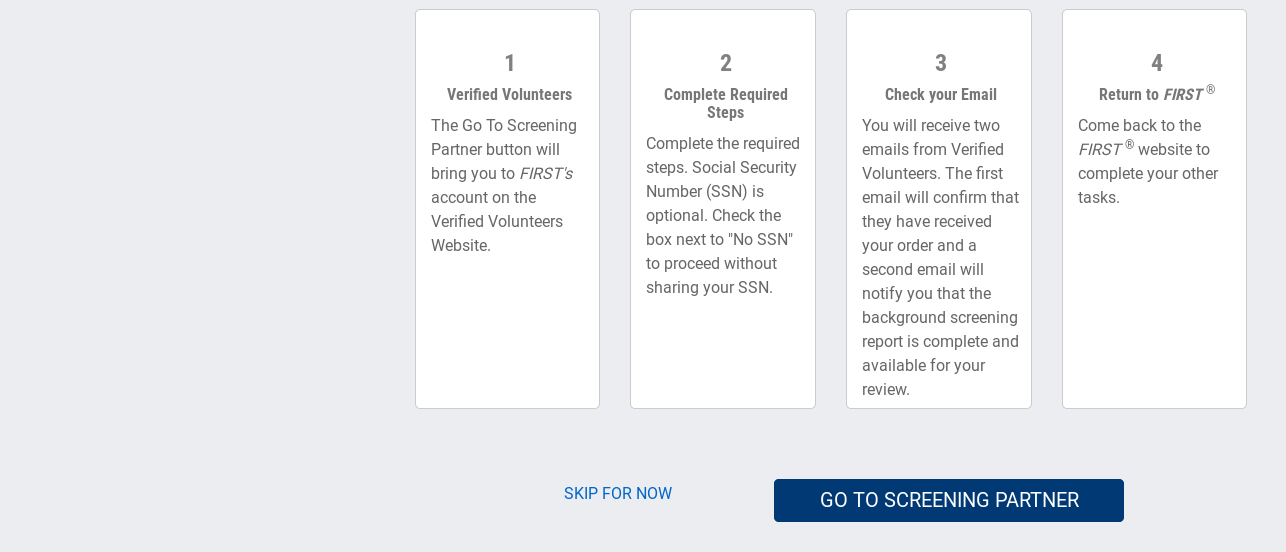 1
Verified Volunteers
The Go To Screening
Partner button will
bring you to FIRST's
account on the
Verified Volunteers
Website.
2
Complete Required
Steps
Complete the required
steps. Social Security
Number (SSN) is
optional. Check the
box next to "No SSN"
to proceed without
sharing your SSN.
3
Check your Email
You will receive two
emails from Verified
Volunteers. The first
email will confirm that
they have received
your order and a
second email will
notify you that the
background screening
report is complete and
available for your
review.
4
Return to FIRST ®
Come back to the
FIRST ® website to
complete your other
tasks.
SKIP FOR NOW
GO TO SCREENING PARTNER